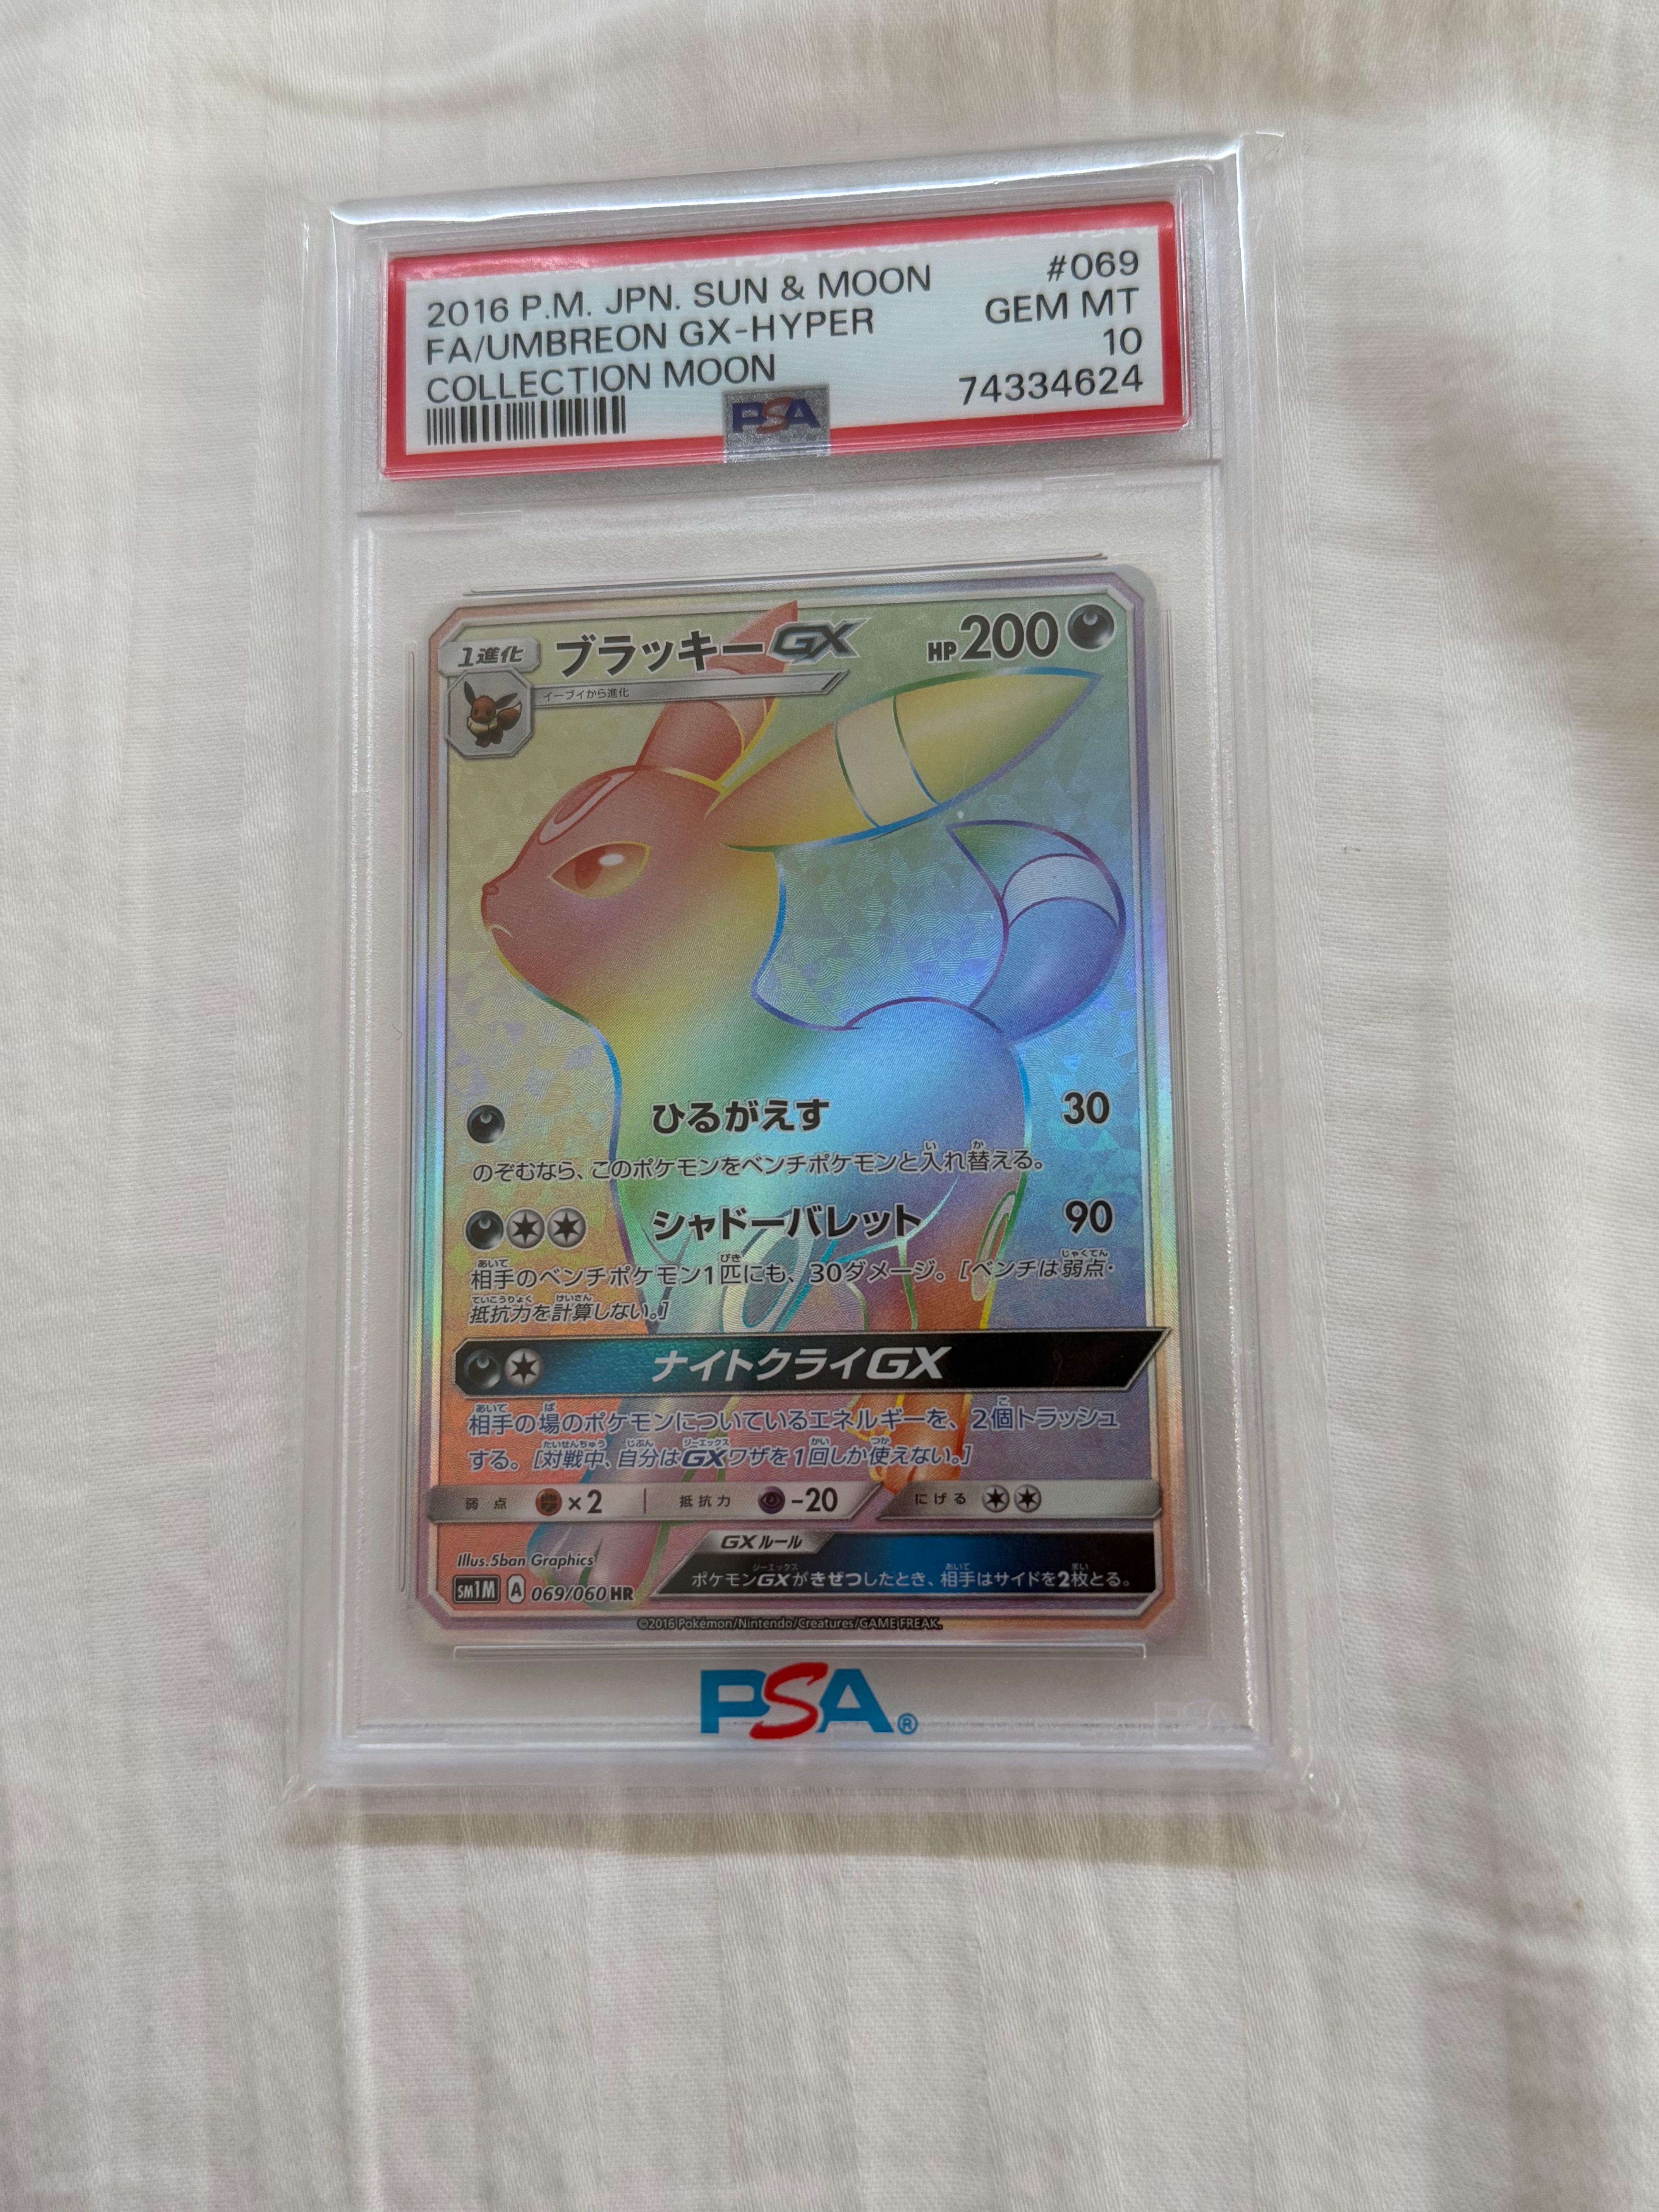 2016 P.M. JPN. SUN & MOON #069
FA/UMBREON GX-HYPER GEM MT
COLLECTION MOON 10
74334624
PSA
1進化 ブラッキーGX HP200
イーブイから進化
ひるがえす 30
のぞむなら、このポケモンをベンチポケモンと入れ替える。
シャドーバレット 90
相手のベンチポケモン1匹にも、30ダメージ。[ベンチは弱点・
抵抗力を計算しない。]
ナイトクライGX
相手の場のポケモンについているエネルギーを、2個トラッシュ
する。[対戦中、自分はGXワザを1回しか使えない。]
弱点 ×2 抵抗力 -20 にげる
GXルール
ポケモンGXがきぜつしたとき、相手はサイドを2枚とる。
Illus.5ban Graphics
SM1M A 069/060 HR
©2016 Pokémon/Nintendo/Creatures/GAME FREAK.
PSA®